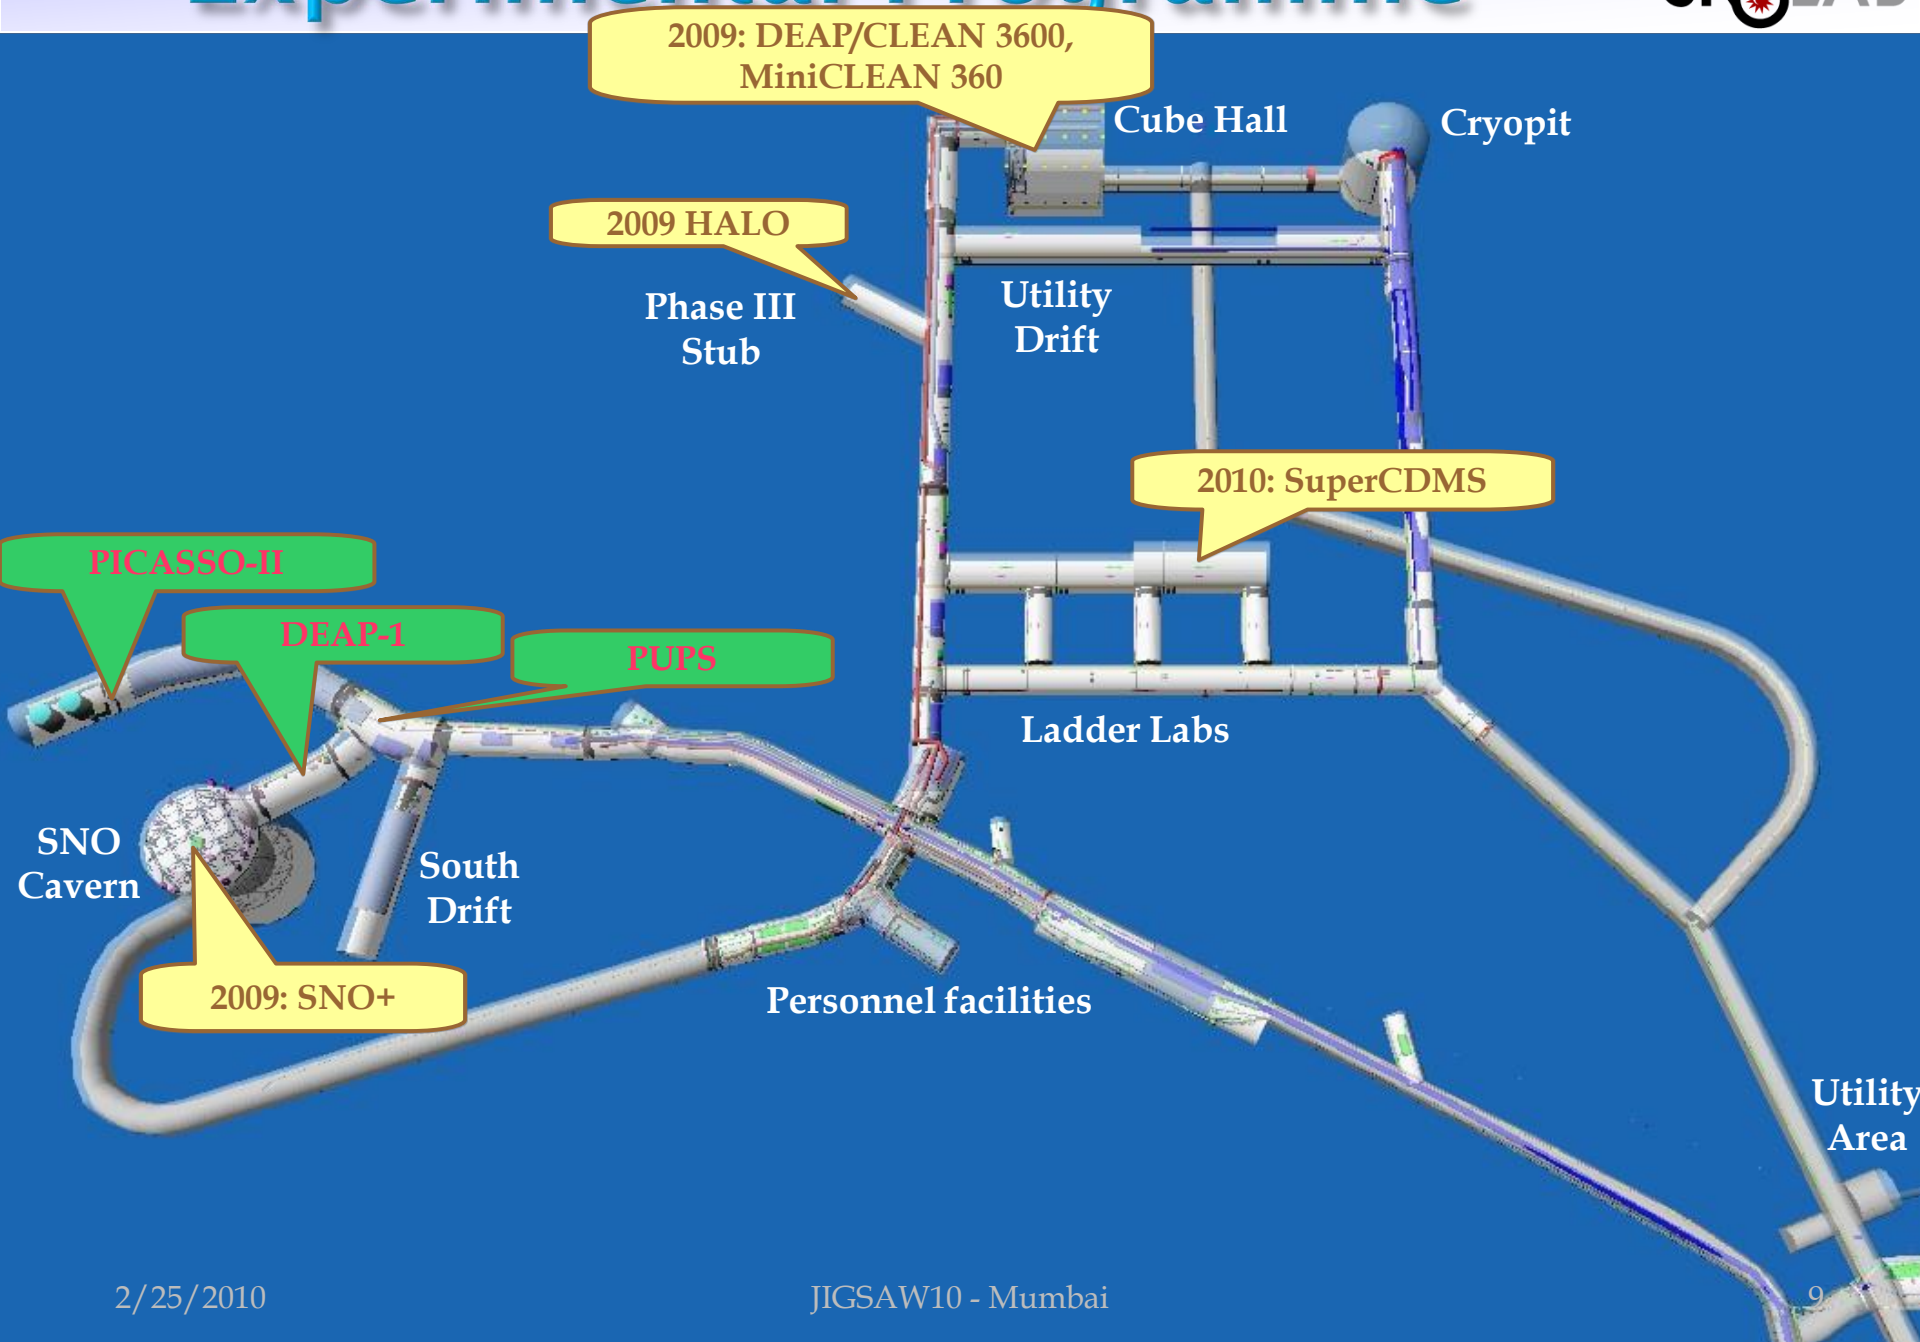 Experimental Programme
2009: DEAP/CLEAN 3600,
MiniCLEAN 360
Cube Hall
Cryopit
2009 HALO
Phase III
Stub
Utility
Drift
2010: SuperCDMS
PICASSO-II
DEAP-1
PUPS
Ladder Labs
SNO
Cavern
South
Drift
2009: SNO+
Personnel facilities
Utility
Area
2/25/2010
JIGSAW10 - Mumbai
9